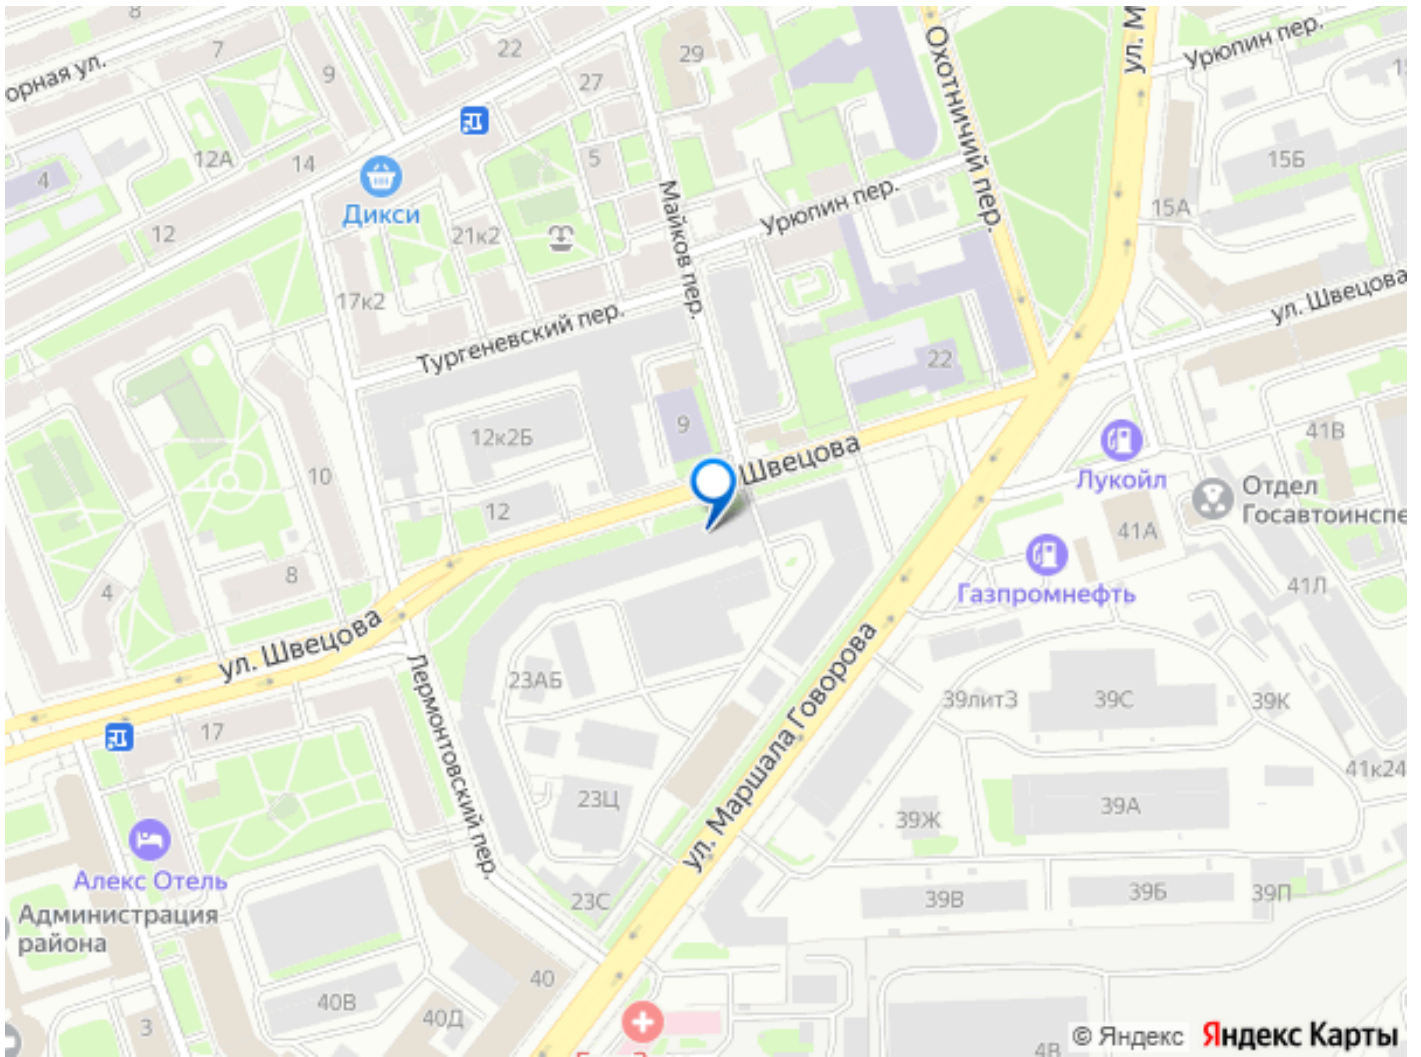 8
7
орная ул.
9
22
27
29
Охотничий пер.
ул. М
Урюпин пер.
15Б
15А
12А
14
4
Дикси
12
21к2
5
Майков пер.
Урюпин пер.
ул. Швецова
17к2
Тургеневский пер.
22
9
12к2Б
10
12
Швецова
41В
Лукойл
Отдел
Госавтоинспе
41А
Газпромнефть
41Л
8
4
ул. Швецова
23АБ
Лермонтовский пер.
ул. Маршала Говорова
39лит3
39С
39К
17
41к24
23Ц
39Ж
39А
Алекс Отель
Администрация
района
23С
39В
39Б
39П
40
40В
40Д
3
4В
© Яндекс
Яндекс Карты